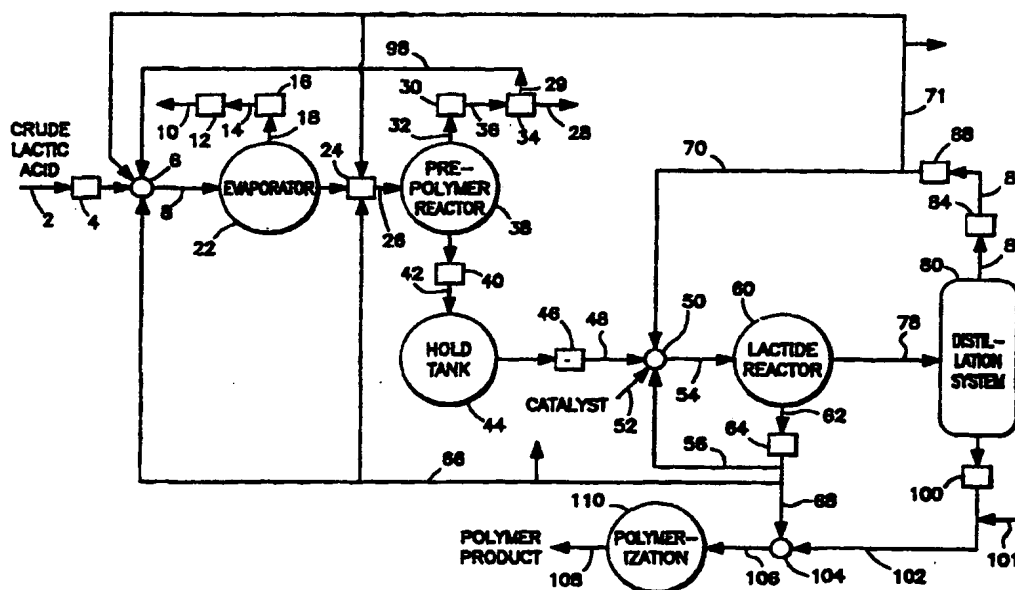 98
16
30
29
71
10
12
14
18
32
36
34
28
CRUDE
LACTIC
ACID
24
6
70
88
84
2
4
8
EVAPORATOR
22
26
PRE-
POLYMER
REACTOR
38
80
42
40
46
48
50
60
78
HOLD
TANK
44
LACTIDE
REACTOR
DISTIL-
LATION
SYSTEM
CATALYST
52
54
62
64
56
66
68
100
110
POLYMER
PRODUCT
POLYMER-
IZATION
108
106
104
102
101